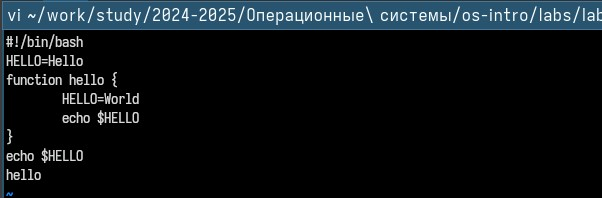 vi ~/work/study/2024-2025/Операционные\ системы/os-intro/labs/lab
#!/bin/bash
HELLO=Hello
function hello {
        HELLO=World
        echo $HELLO
}
echo $HELLO
hello
~